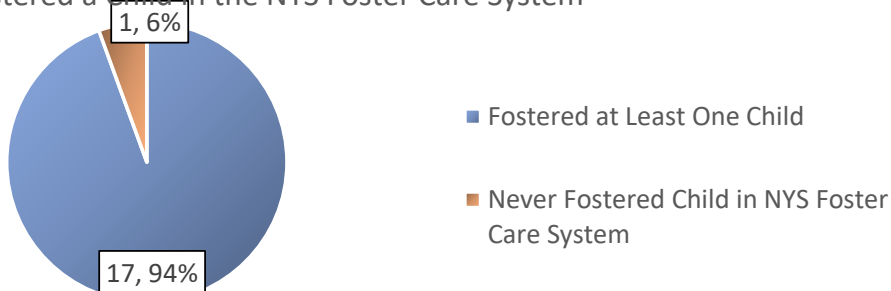 a Child in the NYS Foster Care System
1, 6%
Fostered at Least One Child
Never Fostered Child in NYS Foster
Care System
17, 94%